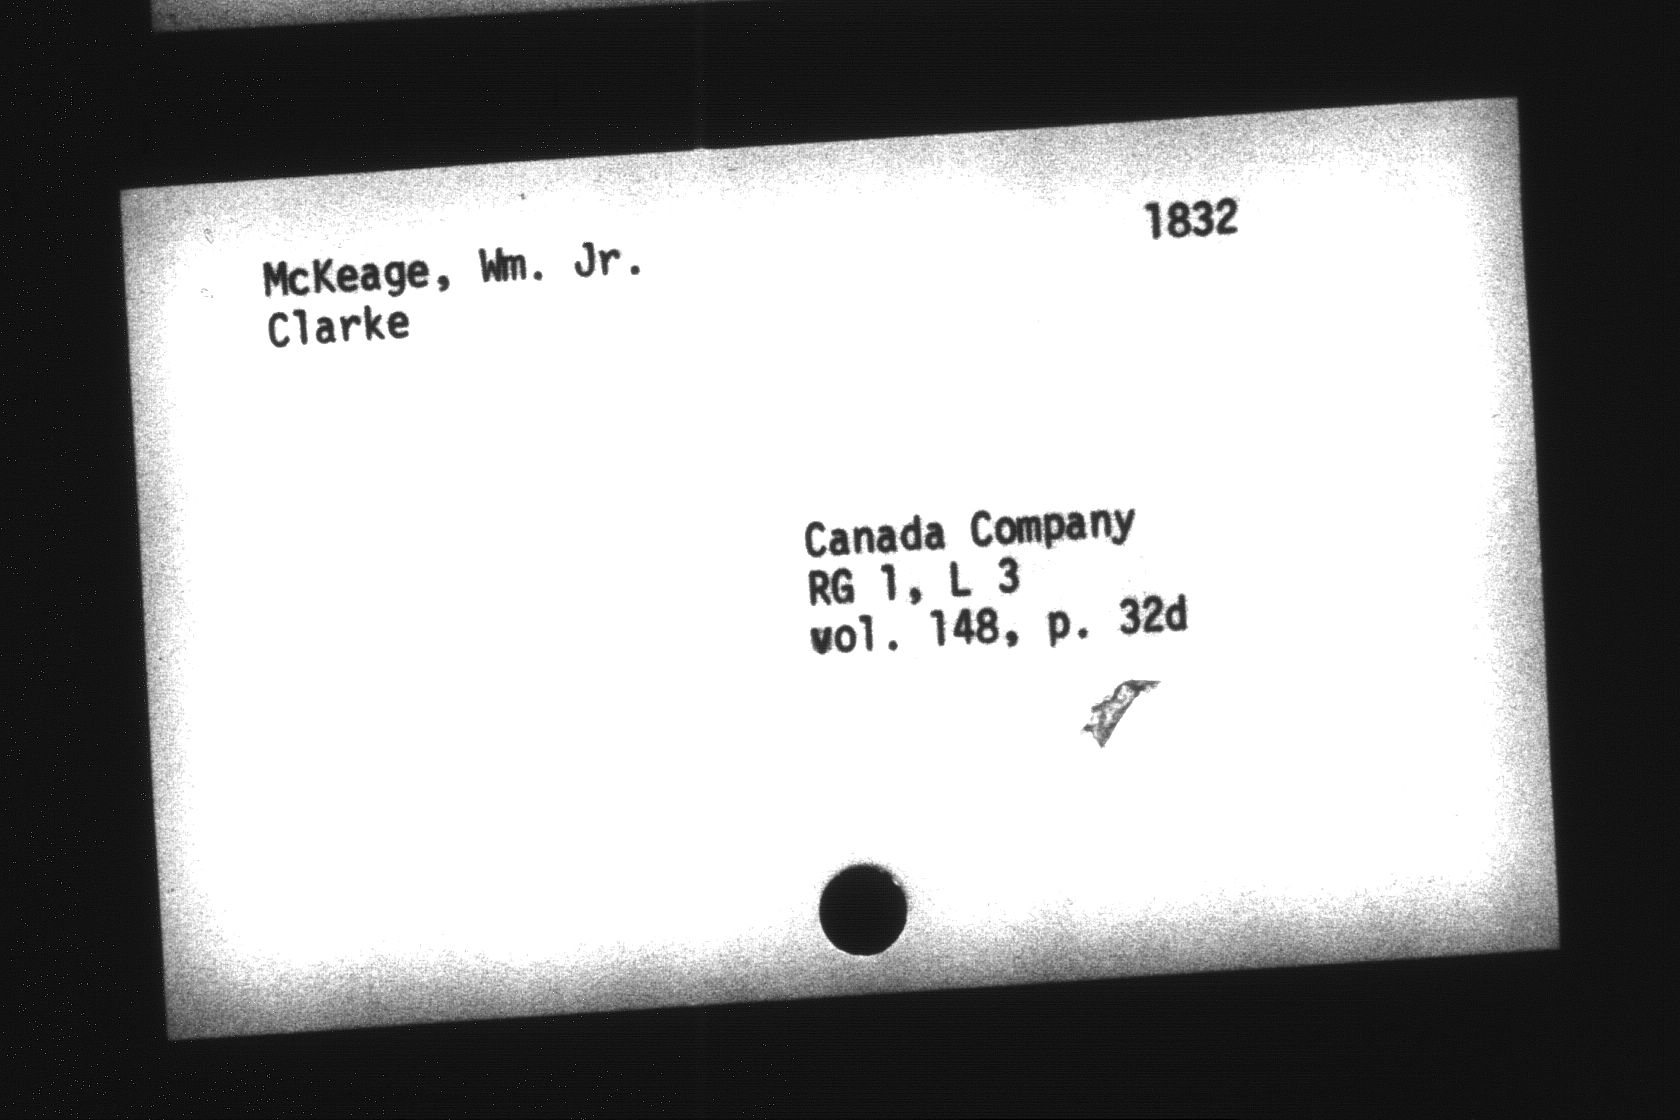 1832
McKeage, Wm. Jr.
Clarke
Canada Company
RG 1, L 3
vol. 148, p. 32d